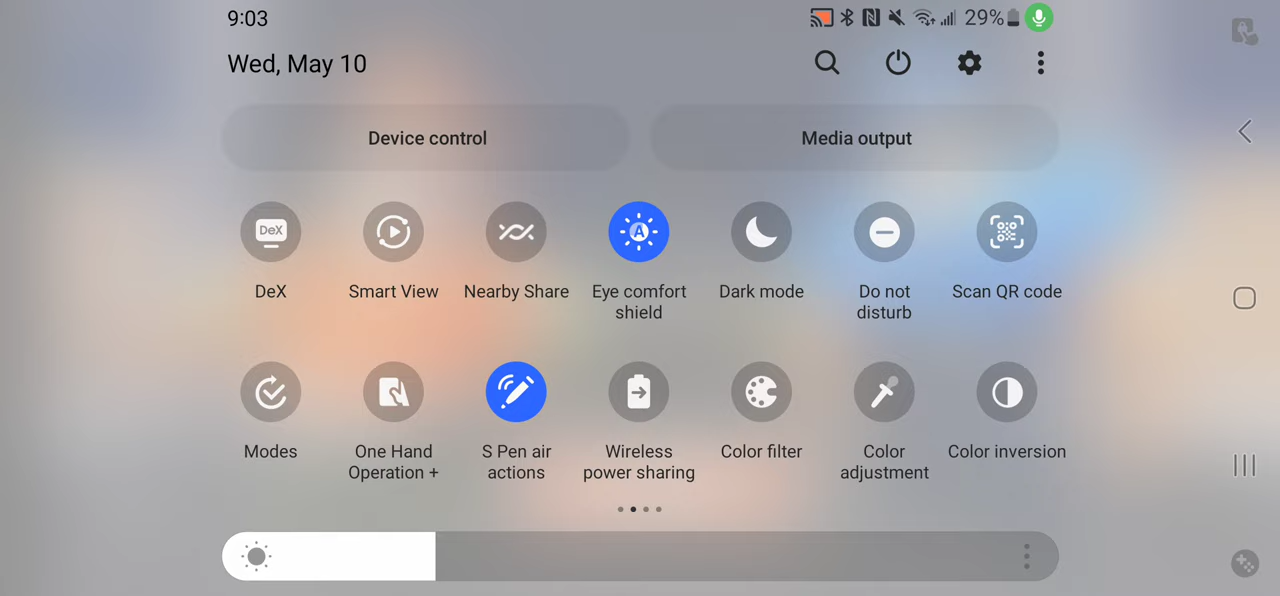 9:03
29%
Wed, May 10
Device control
Media output
DeX
A
DeX
Smart View
Nearby Share
Eye comfort
shield
Dark mode
Do not
disturb
Scan QR code
Modes
One Hand
Operation +
S Pen air
actions
Wireless
power sharing
Color filter
Color
adjustment
Color inversion